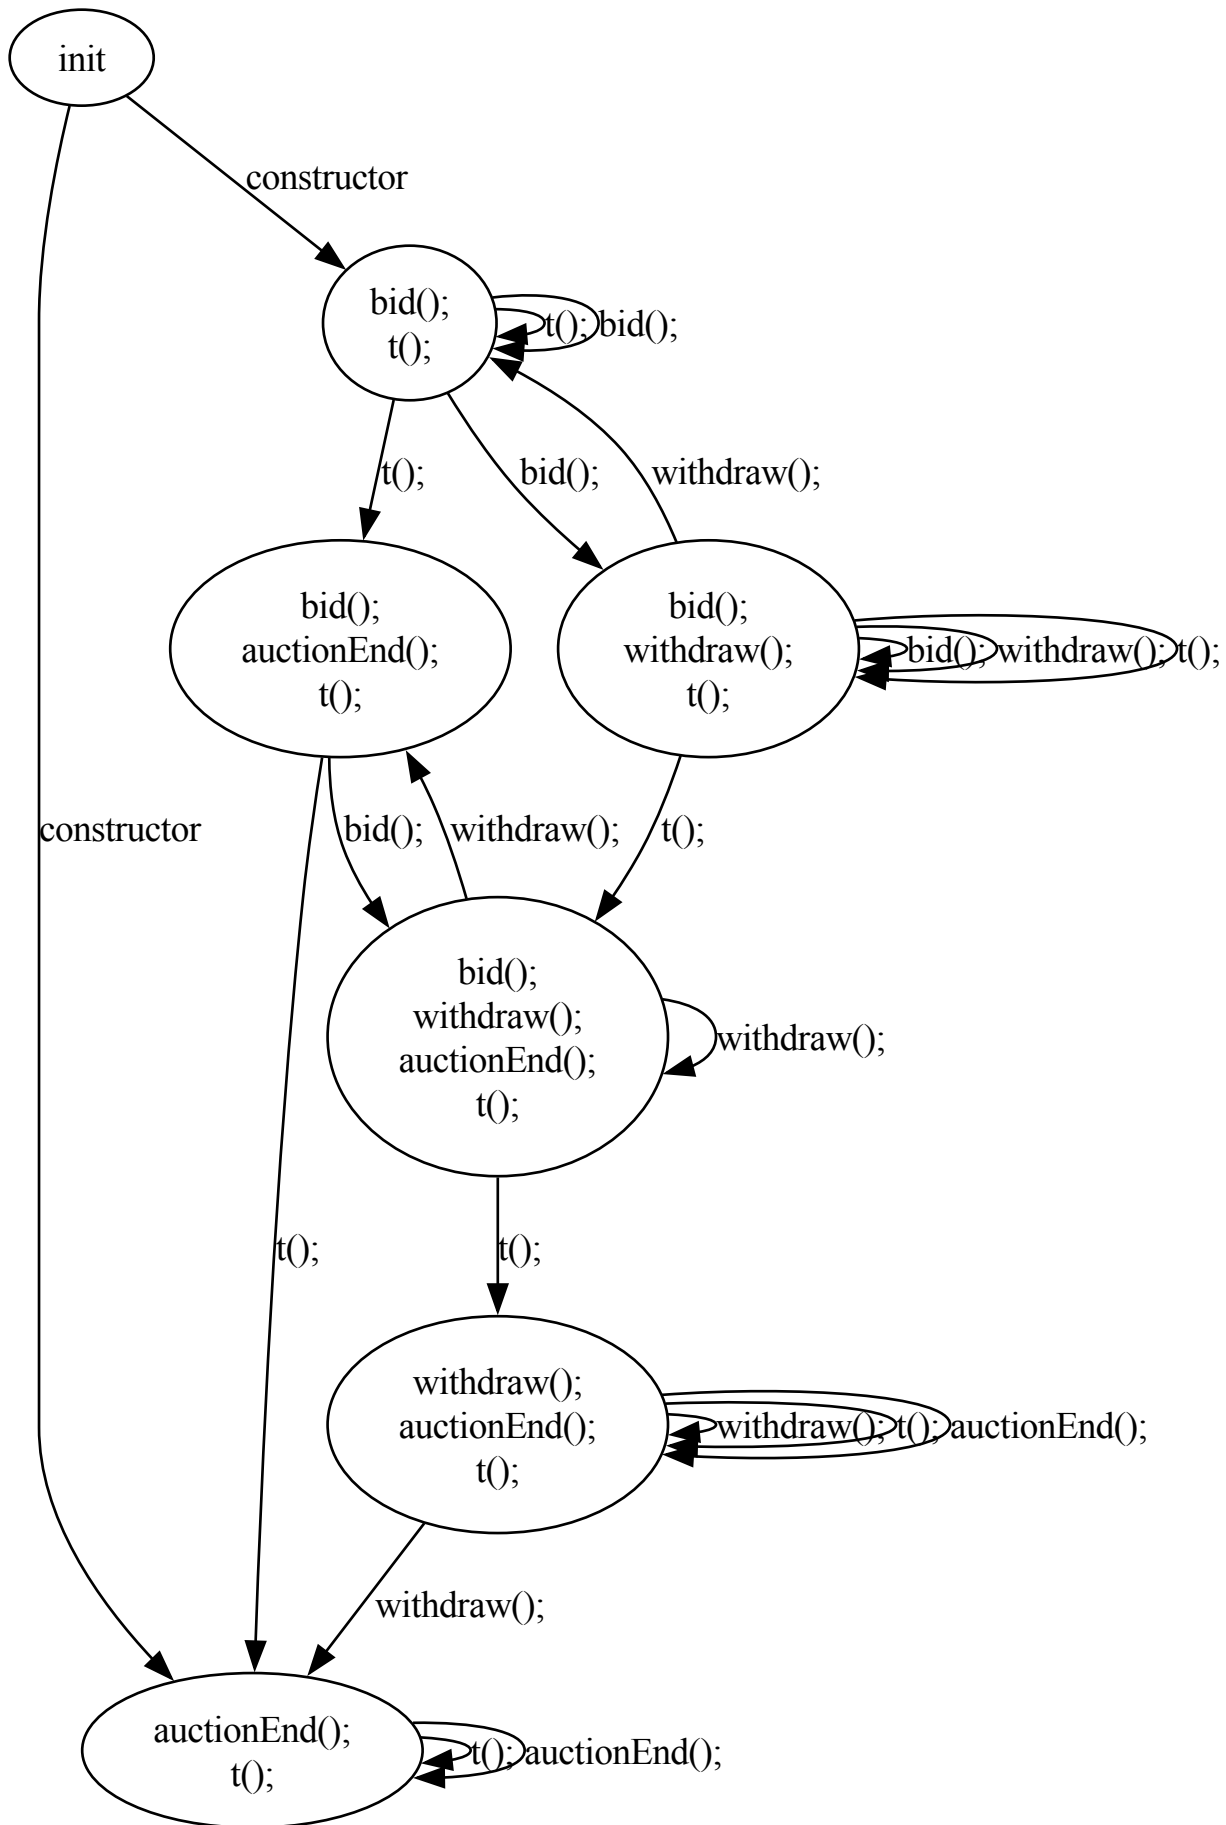 init
constructor
bid();
t();
t(); bid();
t();
bid();
withdraw();
bid();
auctionEnd();
t();
bid();
withdraw();
t();
bid(); withdraw(); t();
constructor
bid();
withdraw();
t();
bid();
withdraw();
auctionEnd();
t();
withdraw();
t();
t();
withdraw();
auctionEnd();
t();
withdraw(); t(); auctionEnd();
withdraw();
auctionEnd();
t();
t(); auctionEnd();